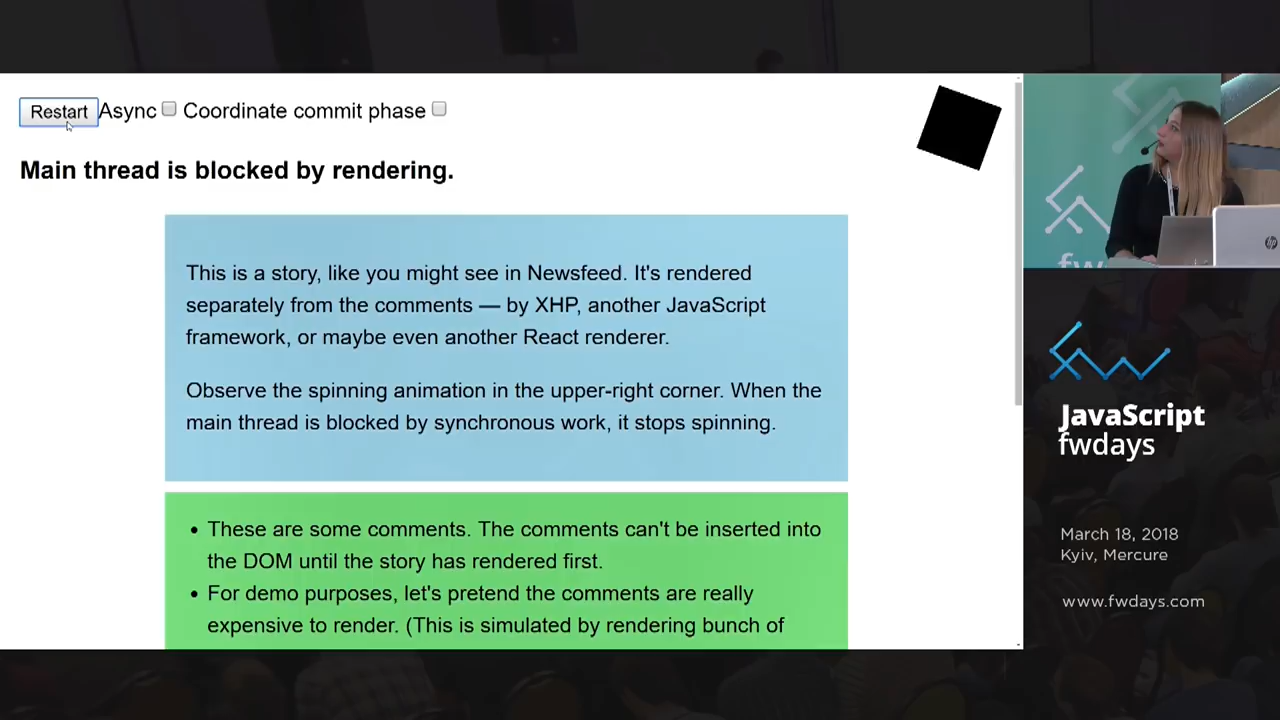 Restart Async Coordinate commit phase
Main thread is blocked by rendering.
This is a story, like you might see in Newsfeed. It's rendered
separately from the comments — by XHP, another JavaScript
framework, or maybe even another React renderer.
Observe the spinning animation in the upper-right corner. When the
main thread is blocked by synchronous work, it stops spinning.
• These are some comments. The comments can't be inserted into
the DOM until the story has rendered first.
• For demo purposes, let's pretend the comments are really
expensive to render. (This is simulated by rendering bunch of
fw
hp
JavaScript
fwdays
March 18, 2018
Kyiv, Mercure
www.fwdays.com